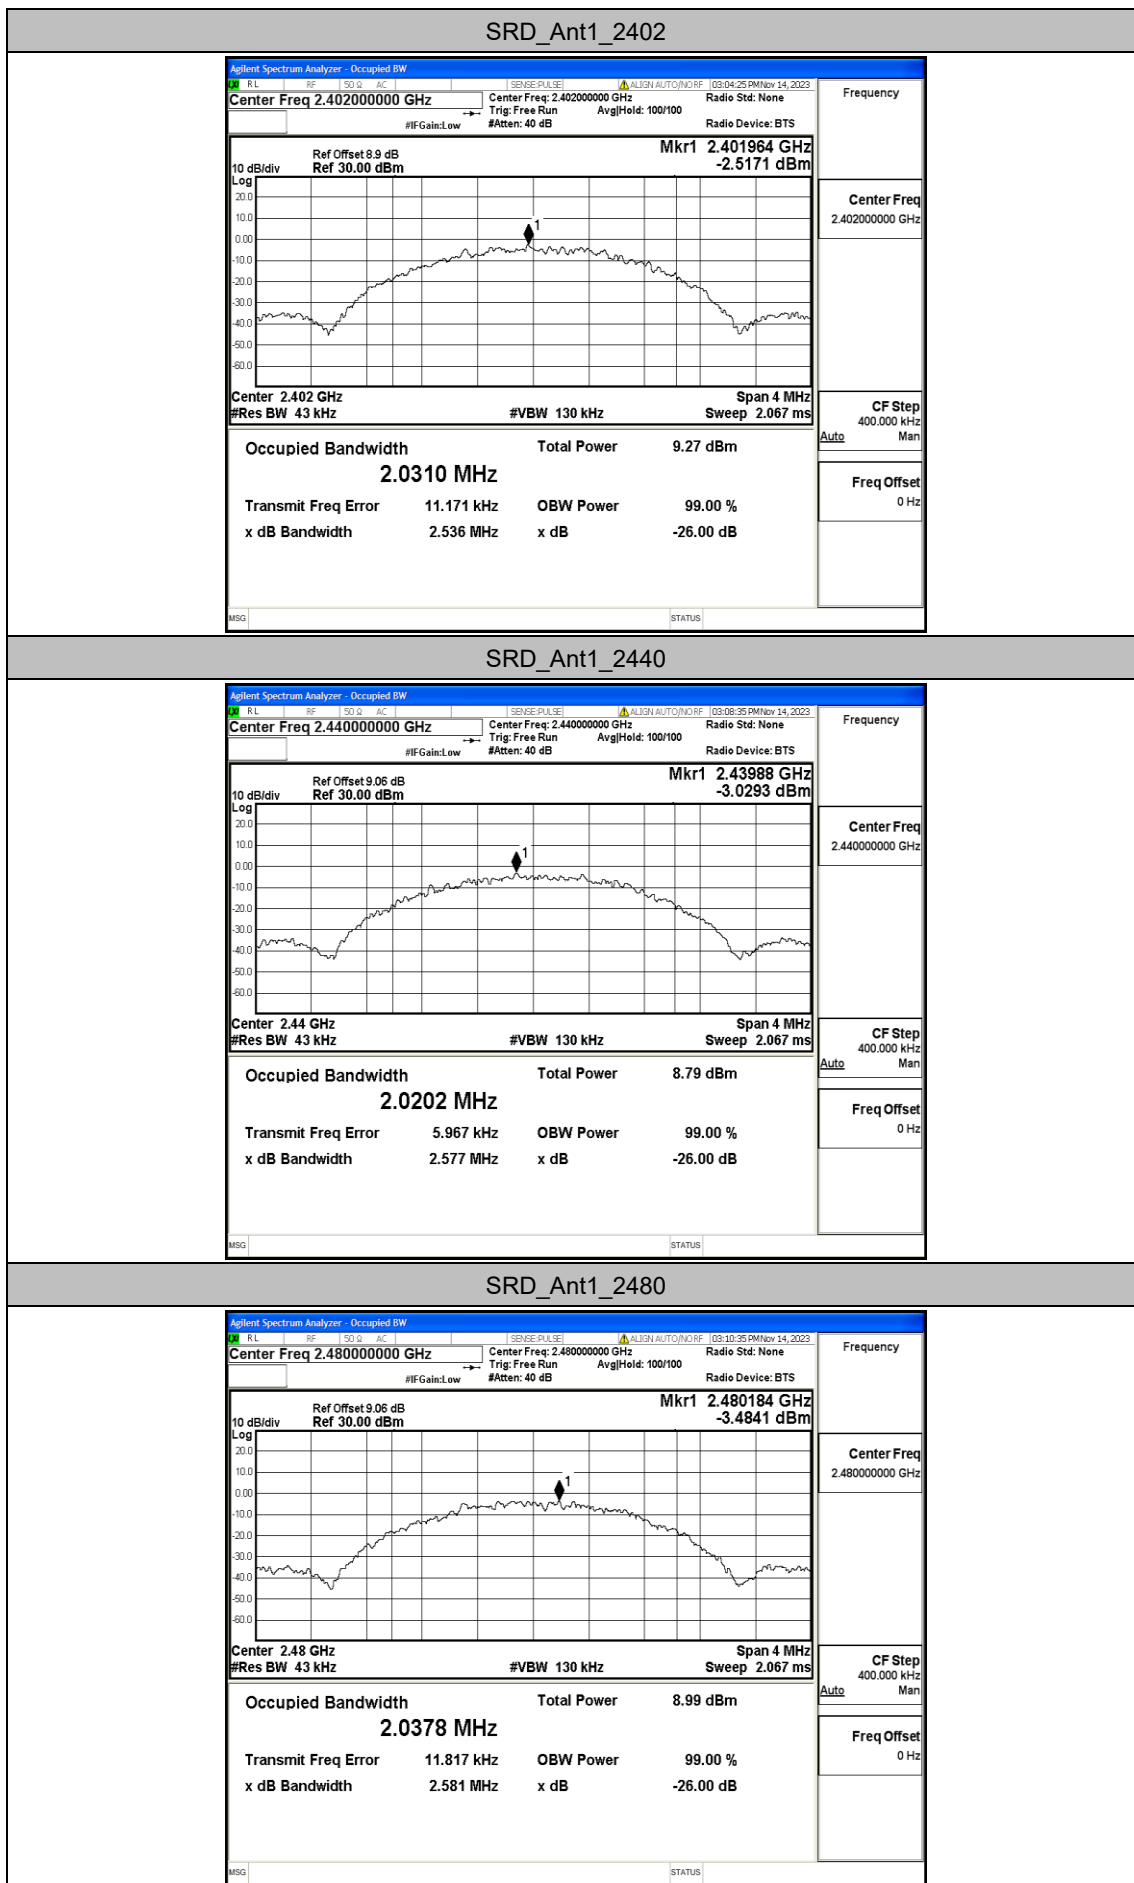 SRD_Ant1_2402
Agilent Spectrum Analyzer - Occupied BW
RL RF 50 Ω AC SENSE:PULSE ALIGN AUTO/NO RF 03:04:25 PM Nov 14, 2023
Center Freq 2.402000000 GHz
Center Freq: 2.402000000 GHz Radio Std: None
Trig: Free Run Avg|Hold: 100/100
#IFGain:Low #Atten: 40 dB Radio Device: BTS
Frequency
Mkr1 2.401964 GHz
-2.5171 dBm
Ref Offset 8.9 dB
10 dB/div Ref 30.00 dBm
Log
20.0
10.0
0.00
-10.0
-20.0
-30.0
-40.0
-50.0
-60.0
1
Center 2.402 GHz Span 4 MHz
#Res BW 43 kHz #VBW 130 kHz Sweep 2.067 ms
Center Freq
2.402000000 GHz
CF Step
400.000 kHz
Auto Man
Freq Offset
0 Hz
Occupied Bandwidth Total Power 9.27 dBm
2.0310 MHz
Transmit Freq Error 11.171 kHz OBW Power 99.00 %
x dB Bandwidth 2.536 MHz x dB -26.00 dB
MSG STATUS
SRD_Ant1_2440
Agilent Spectrum Analyzer - Occupied BW
RL RF 50 Ω AC SENSE:PULSE ALIGN AUTO/NO RF 03:08:35 PM Nov 14, 2023
Center Freq 2.440000000 GHz
Center Freq: 2.440000000 GHz Radio Std: None
Trig: Free Run Avg|Hold: 100/100
#IFGain:Low #Atten: 40 dB Radio Device: BTS
Frequency
Mkr1 2.43988 GHz
-3.0293 dBm
Ref Offset 9.06 dB
10 dB/div Ref 30.00 dBm
Log
20.0
10.0
0.00
-10.0
-20.0
-30.0
-40.0
-50.0
-60.0
1
Center 2.44 GHz Span 4 MHz
#Res BW 43 kHz #VBW 130 kHz Sweep 2.067 ms
Center Freq
2.440000000 GHz
CF Step
400.000 kHz
Auto Man
Freq Offset
0 Hz
Occupied Bandwidth Total Power 8.79 dBm
2.0202 MHz
Transmit Freq Error 5.967 kHz OBW Power 99.00 %
x dB Bandwidth 2.577 MHz x dB -26.00 dB
MSG STATUS
SRD_Ant1_2480
Agilent Spectrum Analyzer - Occupied BW
RL RF 50 Ω AC SENSE:PULSE ALIGN AUTO/NO RF 03:10:35 PM Nov 14, 2023
Center Freq 2.480000000 GHz
Center Freq: 2.480000000 GHz Radio Std: None
Trig: Free Run Avg|Hold: 100/100
#IFGain:Low #Atten: 40 dB Radio Device: BTS
Frequency
Mkr1 2.480184 GHz
-3.4841 dBm
Ref Offset 9.06 dB
10 dB/div Ref 30.00 dBm
Log
20.0
10.0
0.00
-10.0
-20.0
-30.0
-40.0
-50.0
-60.0
1
Center 2.48 GHz Span 4 MHz
#Res BW 43 kHz #VBW 130 kHz Sweep 2.067 ms
Center Freq
2.480000000 GHz
CF Step
400.000 kHz
Auto Man
Freq Offset
0 Hz
Occupied Bandwidth Total Power 8.99 dBm
2.0378 MHz
Transmit Freq Error 11.817 kHz OBW Power 99.00 %
x dB Bandwidth 2.581 MHz x dB -26.00 dB
MSG STATUS